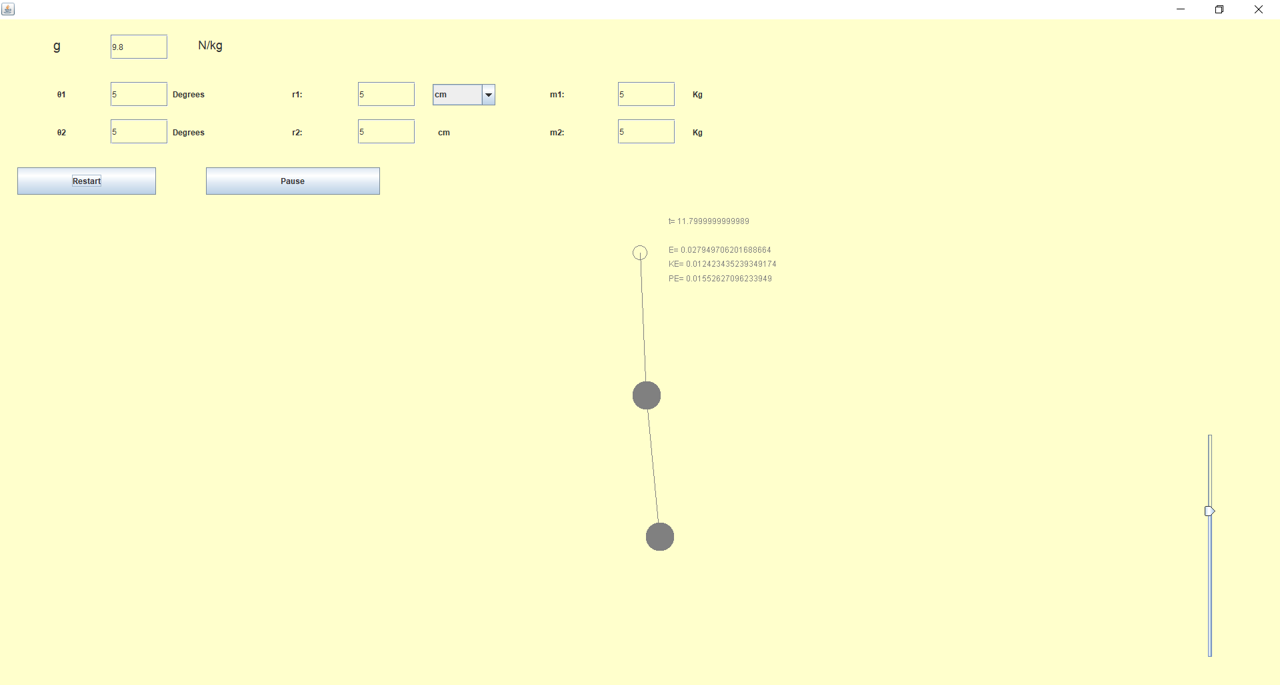 g 9.8 N/kg
θ1 5 Degrees r1: 5 cm m1: 5 Kg
θ2 5 Degrees r2: 5 cm m2: 5 Kg
Restart Pause
t= 11.7999999999989
E= 0.027949706201688664
KE= 0.012423435239349174
PE= 0.01552627096233949